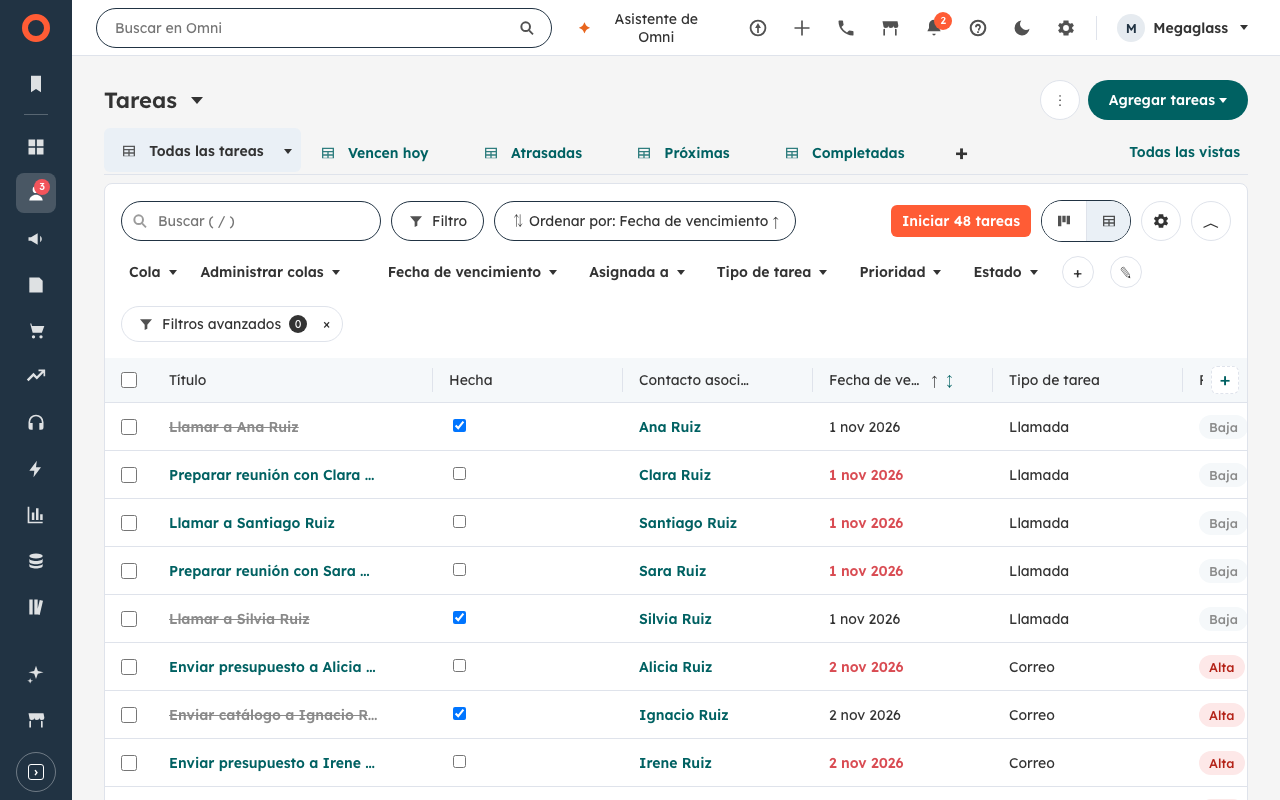 Buscar en Omni
Asistente de
Omni
2
M
Megaglass
3
Tareas
Agregar tareas
Todas las tareas
Vencen hoy
Atrasadas
Próximas
Completadas
+
Todas las vistas
Buscar ( / )
Filtro
Ordenar por: Fecha de vencimiento ↑
Iniciar 48 tareas
Cola
Administrar colas
Fecha de vencimiento
Asignada a
Tipo de tarea
Prioridad
Estado
+
Filtros avanzados 0 ×
Título
Hecha
Contacto asoci...
Fecha de ve... ↑
Tipo de tarea
+
Llamar a Ana Ruiz
Ana Ruiz
1 nov 2026
Llamada
Baja
Preparar reunión con Clara ...
Clara Ruiz
1 nov 2026
Llamada
Baja
Llamar a Santiago Ruiz
Santiago Ruiz
1 nov 2026
Llamada
Baja
Preparar reunión con Sara ...
Sara Ruiz
1 nov 2026
Llamada
Baja
Llamar a Silvia Ruiz
Silvia Ruiz
1 nov 2026
Llamada
Baja
Enviar presupuesto a Alicia ...
Alicia Ruiz
2 nov 2026
Correo
Alta
Enviar catálogo a Ignacio R...
Ignacio Ruiz
2 nov 2026
Correo
Alta
Enviar presupuesto a Irene ...
Irene Ruiz
2 nov 2026
Correo
Alta